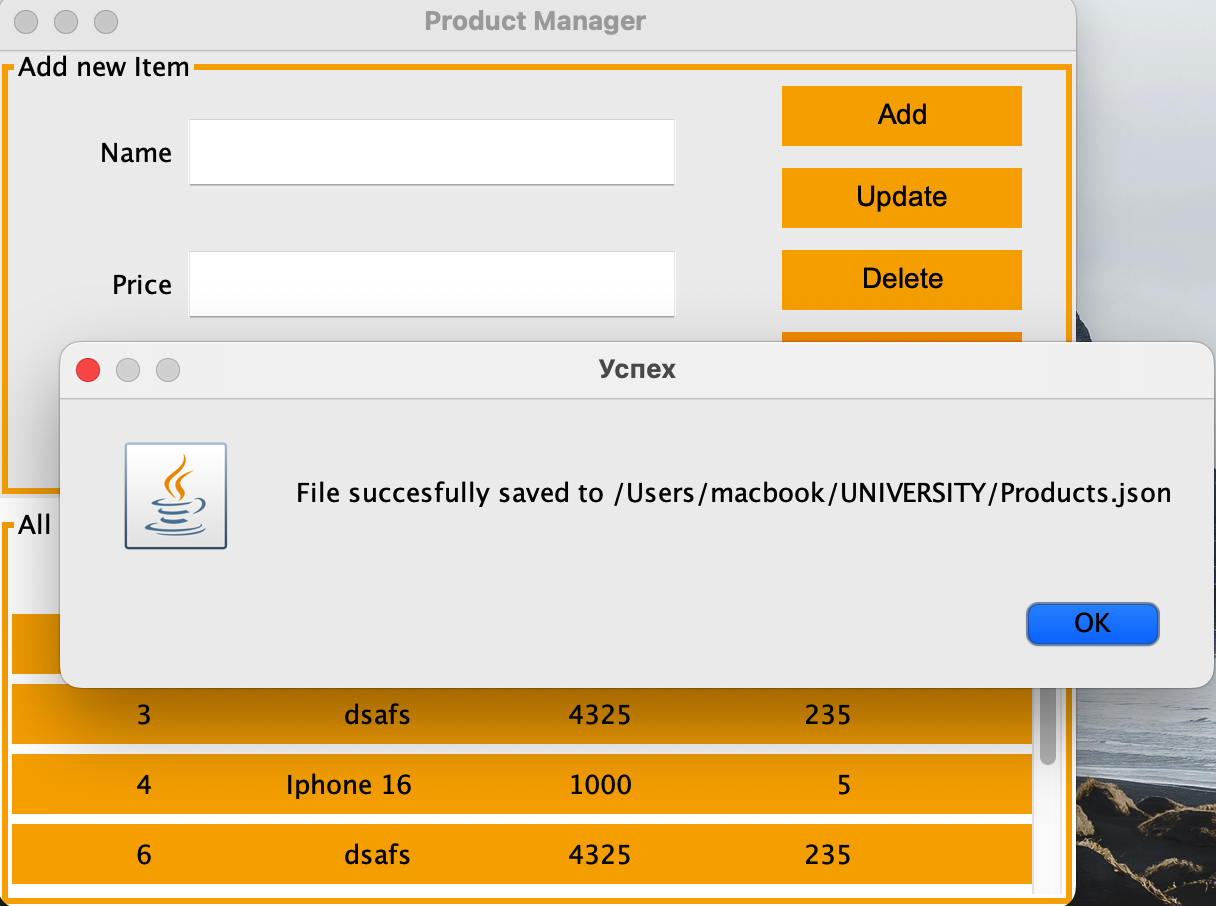 Product Manager
Add new Item
Name
Add
Update
Price
Delete
Успех
File succesfully saved to /Users/macbook/UNIVERSITY/Products.json
OK
All
3 dsafs 4325 235
4 Iphone 16 1000 5
6 dsafs 4325 235